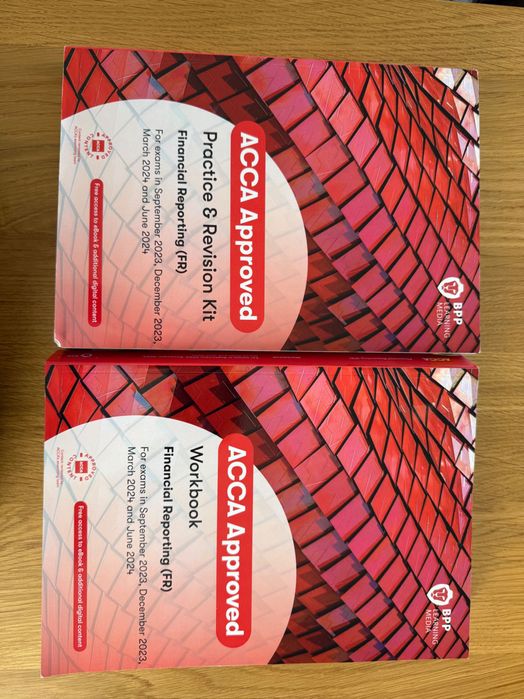 BPP
LEARNING
MEDIA
ACCA Approved
Practice & Revision Kit
Financial Reporting (FR)
For exams in September 2023, December 2023,
March 2024 and June 2024
Free access to eBook & additional digital content
BPP
LEARNING
MEDIA
ACCA Approved
Workbook
Financial Reporting (FR)
For exams in September 2023, December 2023,
March 2024 and June 2024
Free access to eBook & additional digital content